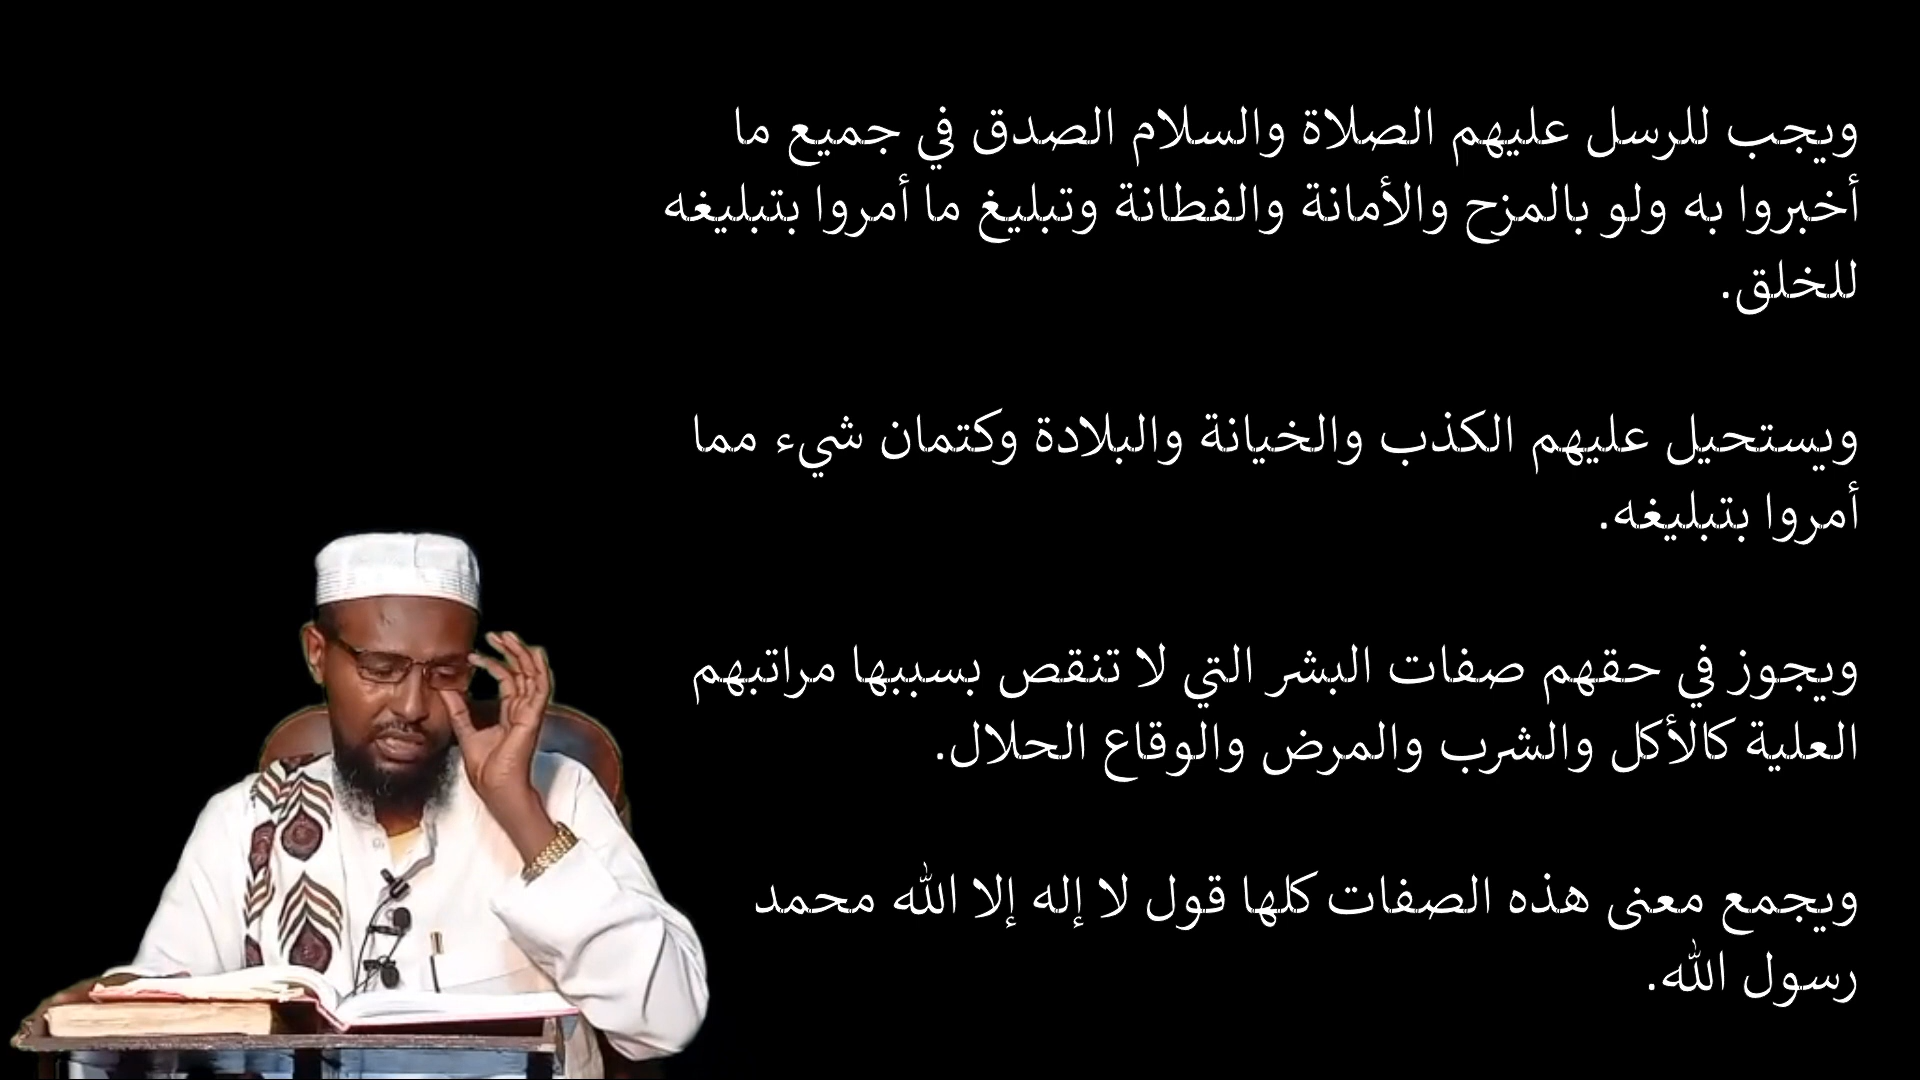 ويجب للرسل عليهم الصلاة والسلام الصدق في جميع ما
أخبروا به ولو بالمزح والأمانة والفطانة وتبليغ ما أمروا بتبليغه
للخلق.
ويستحيل عليهم الكذب والخيانة والبلادة وكتمان شيء مما
أمروا بتبليغه.
ويجوز في حقهم صفات البشر التي لا تنقص بسببها مراتبهم
العلية كالأكل والشرب والمرض والوقاع الحلال.
ويجمع معنى هذه الصفات كلها قول لا إله إلا الله محمد
رسول الله.